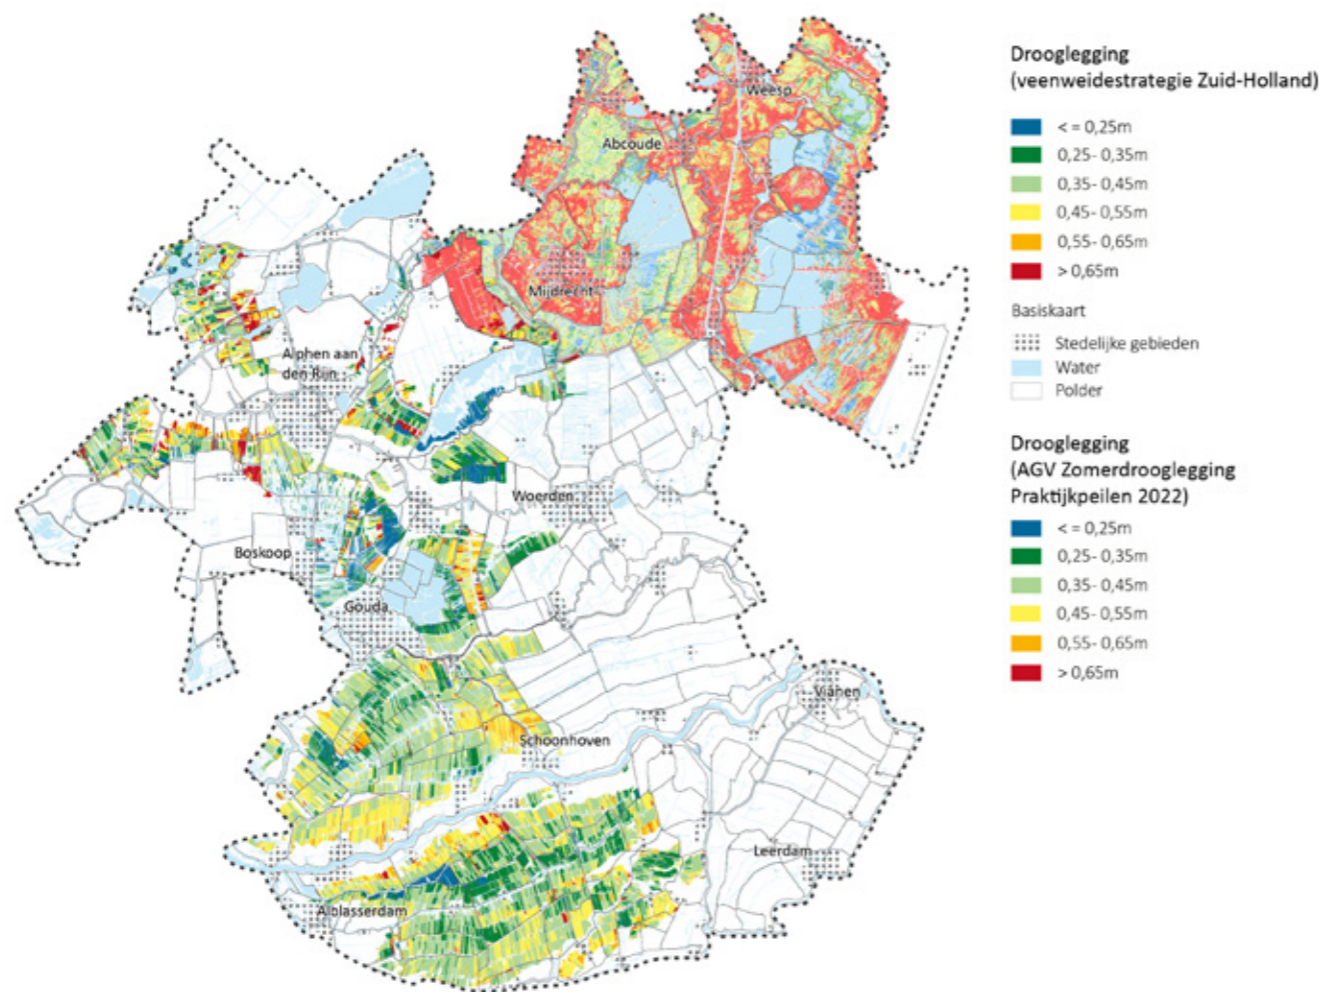 Drooglegging
(veenweidestrategie Zuid-Holland)
< = 0,25m
0,25- 0,35m
0,35- 0,45m
0,45- 0,55m
0,55- 0,65m
> 0,65m
Basiskaart
Stedelijke gebieden
Water
Polder
Drooglegging
(AGV Zomerdrooglegging
Praktijkpeilen 2022)
< = 0,25m
0,25- 0,35m
0,35- 0,45m
0,45- 0,55m
0,55- 0,65m
> 0,65m
Weesp
Abcoude
Mijdrecht
Alphen aan
den Rijn
Woerden
Boskoop
Gouda
Vianen
Schoonhoven
Leerdam
Alblasserdam